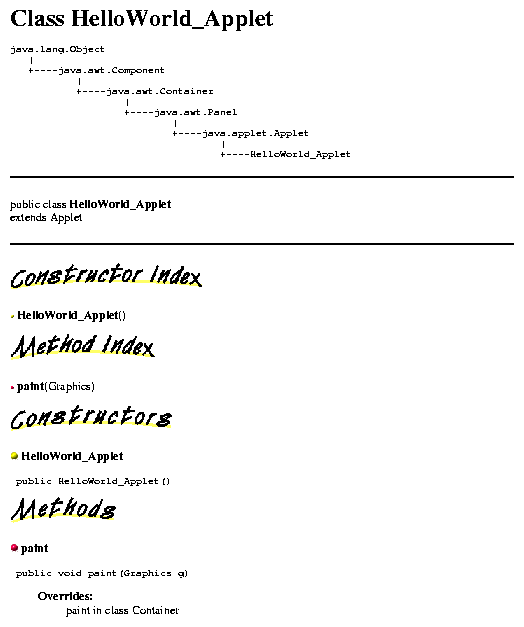 Class HelloWorld_Applet
java.lang.Object
|
+----java.awt.Component
|
+----java.awt.Container
|
+----java.awt.Panel
|
+----java.applet.Applet
|
+----HelloWorld_Applet
public class HelloWorld_Applet
extends Applet
Constructor Index
HelloWorld_Applet()
Method Index
paint(Graphics)
Constructors
HelloWorld_Applet
public HelloWorld_Applet()
Methods
paint
public void paint(Graphics g)
Overrides:
paint in class Container